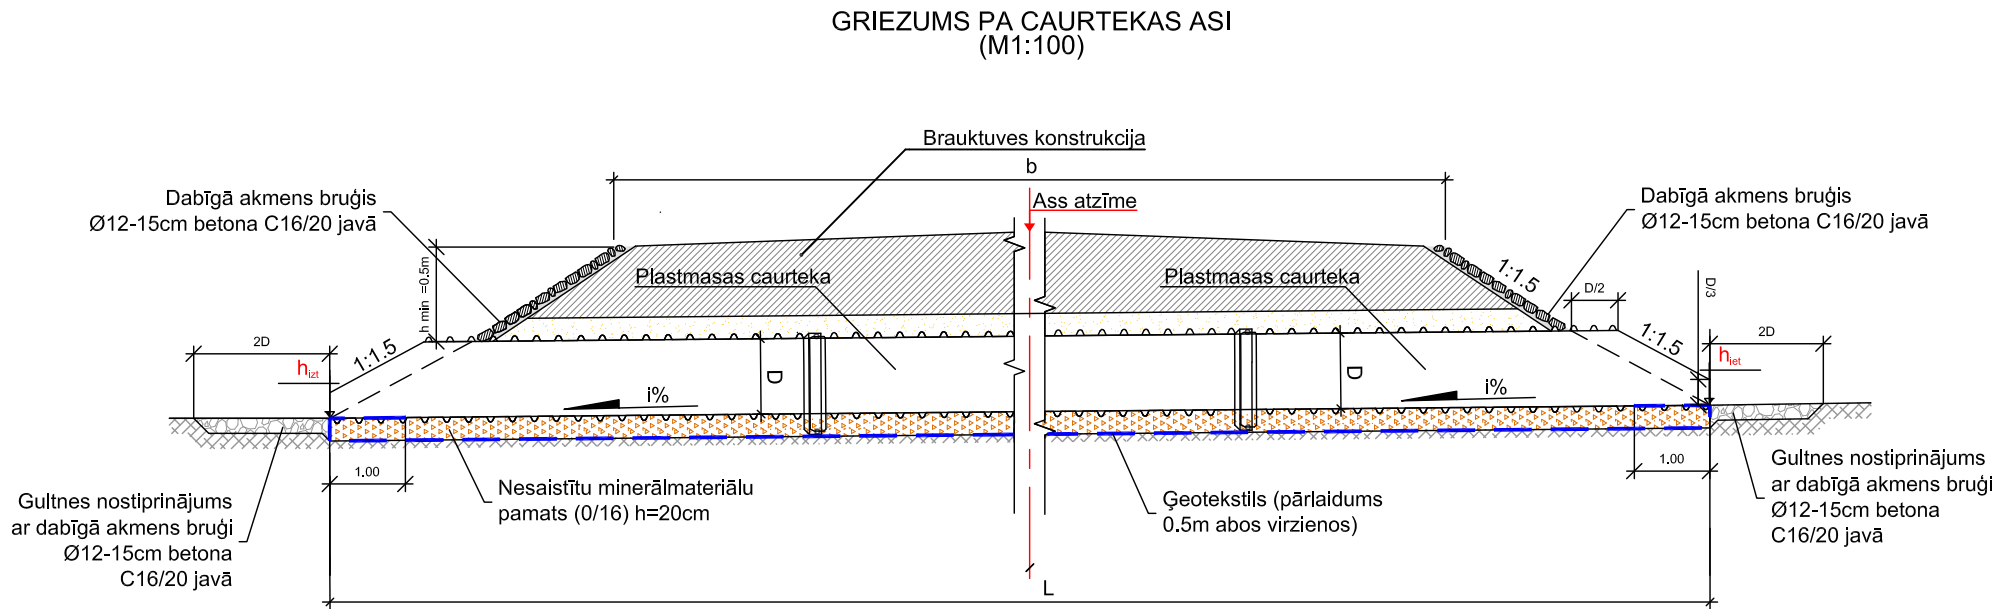 GRIEZUMS PA CAURTEKAS ASI
(M1:100)
Brauktuves konstrukcija
b
Ass atzīme
Dabīgā akmens bruģis
Ø12-15cm betona C16/20 javā
Dabīgā akmens bruģis
Ø12-15cm betona C16/20 javā
h min =0.5m
Plastmasas caurteka
Plastmasas caurteka
1:1.5
D/2
D/3
2D
1:1.5
1:1.5
2D
hizt
hiet
D
D
i%
i%
1.00
1.00
Nesaistītu minerālmateriālu
pamats (0/16) h=20cm
Ģeotekstils (pārlaidums
0.5m abos virzienos)
Gultnes nostiprinājums
ar dabīgā akmens bruģi
Ø12-15cm betona
C16/20 javā
Gultnes nostiprinājums
ar dabīgā akmens bruģi
Ø12-15cm betona
C16/20 javā
L